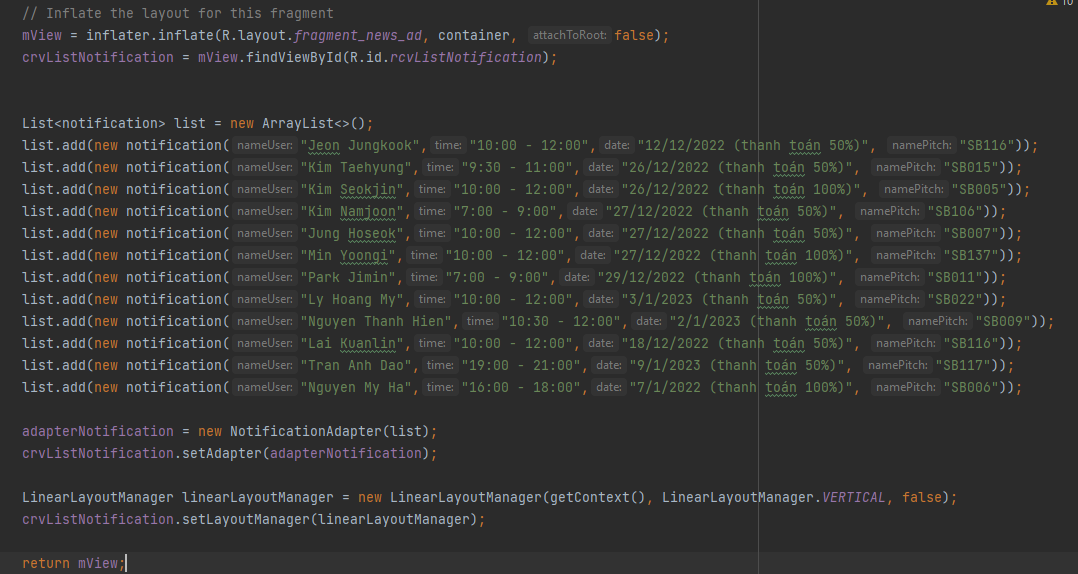 10
// Inflate the layout for this fragment
mView = inflater.inflate(R.layout.fragment_news_ad, container, attachToRoot: false);
crvListNotification = mView.findViewById(R.id.rcvListNotification);
List<notification> list = new ArrayList<>();
list.add(new notification( nameUser: "Jeon Jungkook", time: "10:00 - 12:00", date: "12/12/2022 (thanh toán 50%)", namePitch: "SB116"));
list.add(new notification( nameUser: "Kim Taehyung", time: "9:30 - 11:00", date: "26/12/2022 (thanh toán 50%)", namePitch: "SB015"));
list.add(new notification( nameUser: "Kim Seokjin", time: "10:00 - 12:00", date: "26/12/2022 (thanh toán 100%)", namePitch: "SB005"));
list.add(new notification( nameUser: "Kim Namjoon", time: "7:00 - 9:00", date: "27/12/2022 (thanh toán 50%)", namePitch: "SB106"));
list.add(new notification( nameUser: "Jung Hoseok", time: "10:00 - 12:00", date: "27/12/2022 (thanh toán 50%)", namePitch: "SB007"));
list.add(new notification( nameUser: "Min Yoongi", time: "10:00 - 12:00", date: "27/12/2022 (thanh toán 100%)", namePitch: "SB137"));
list.add(new notification( nameUser: "Park Jimin", time: "7:00 - 9:00", date: "29/12/2022 (thanh toán 100%)", namePitch: "SB011"));
list.add(new notification( nameUser: "Ly Hoang My", time: "10:00 - 12:00", date: "3/1/2023 (thanh toán 50%)", namePitch: "SB022"));
list.add(new notification( nameUser: "Nguyen Thanh Hien", time: "10:30 - 12:00", date: "2/1/2023 (thanh toán 50%)", namePitch: "SB009"));
list.add(new notification( nameUser: "Lai Kuanlin", time: "10:00 - 12:00", date: "18/12/2022 (thanh toán 50%)", namePitch: "SB116"));
list.add(new notification( nameUser: "Tran Anh Dao", time: "19:00 - 21:00", date: "9/1/2023 (thanh toán 50%)", namePitch: "SB117"));
list.add(new notification( nameUser: "Nguyen My Ha", time: "16:00 - 18:00", date: "7/1/2022 (thanh toán 100%)", namePitch: "SB006"));
adapterNotification = new NotificationAdapter(list);
crvListNotification.setAdapter(adapterNotification);
LinearLayoutManager linearLayoutManager = new LinearLayoutManager(getContext(), LinearLayoutManager.VERTICAL, false);
crvListNotification.setLayoutManager(linearLayoutManager);
return mView;